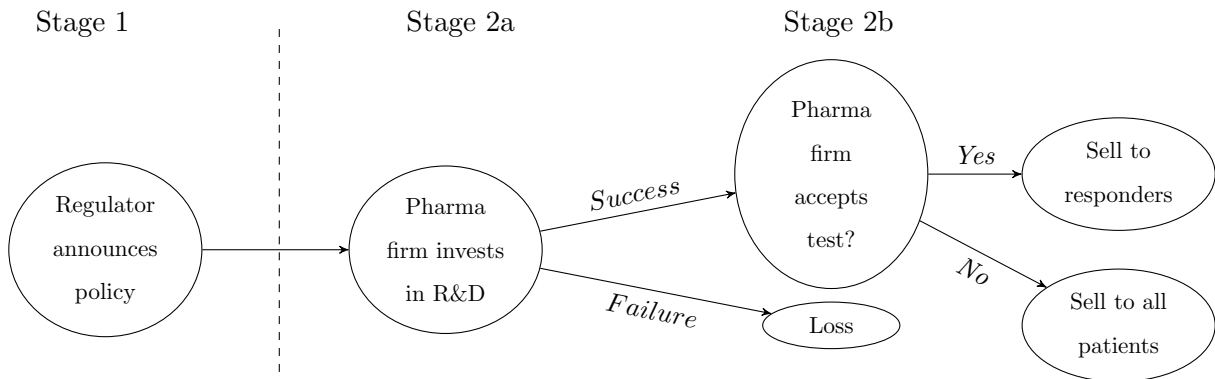 Stage 1
Stage 2a
Stage 2b
Regulator
announces
policy
Pharma
firm invests
in R&D
Success
Failure
Pharma
firm
accepts
test?
Loss
Yes
No
Sell to
responders
Sell to all
patients